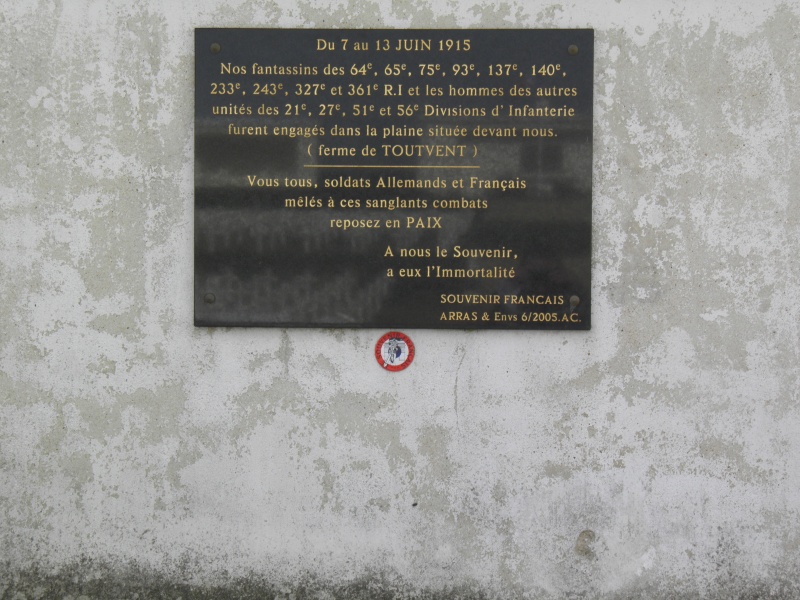 Du 7 au 13 JUIN 1915
Nos fantassins des 64e, 65e, 75e, 93e, 137e, 140e,
233e, 243e, 327e et 361e R.I et les hommes des autres
unités des 21e, 27e, 51e et 56e Divisions d' Infanterie
furent engagés dans la plaine située devant nous.
( ferme de TOUTVENT )
Vous tous, soldats Allemands et Français
mêlés à ces sanglants combats
reposez en PAIX
A nous le Souvenir,
a eux l'Immortalité
SOUVENIR FRANCAIS
ARRAS & Envs 6/2005.AC.